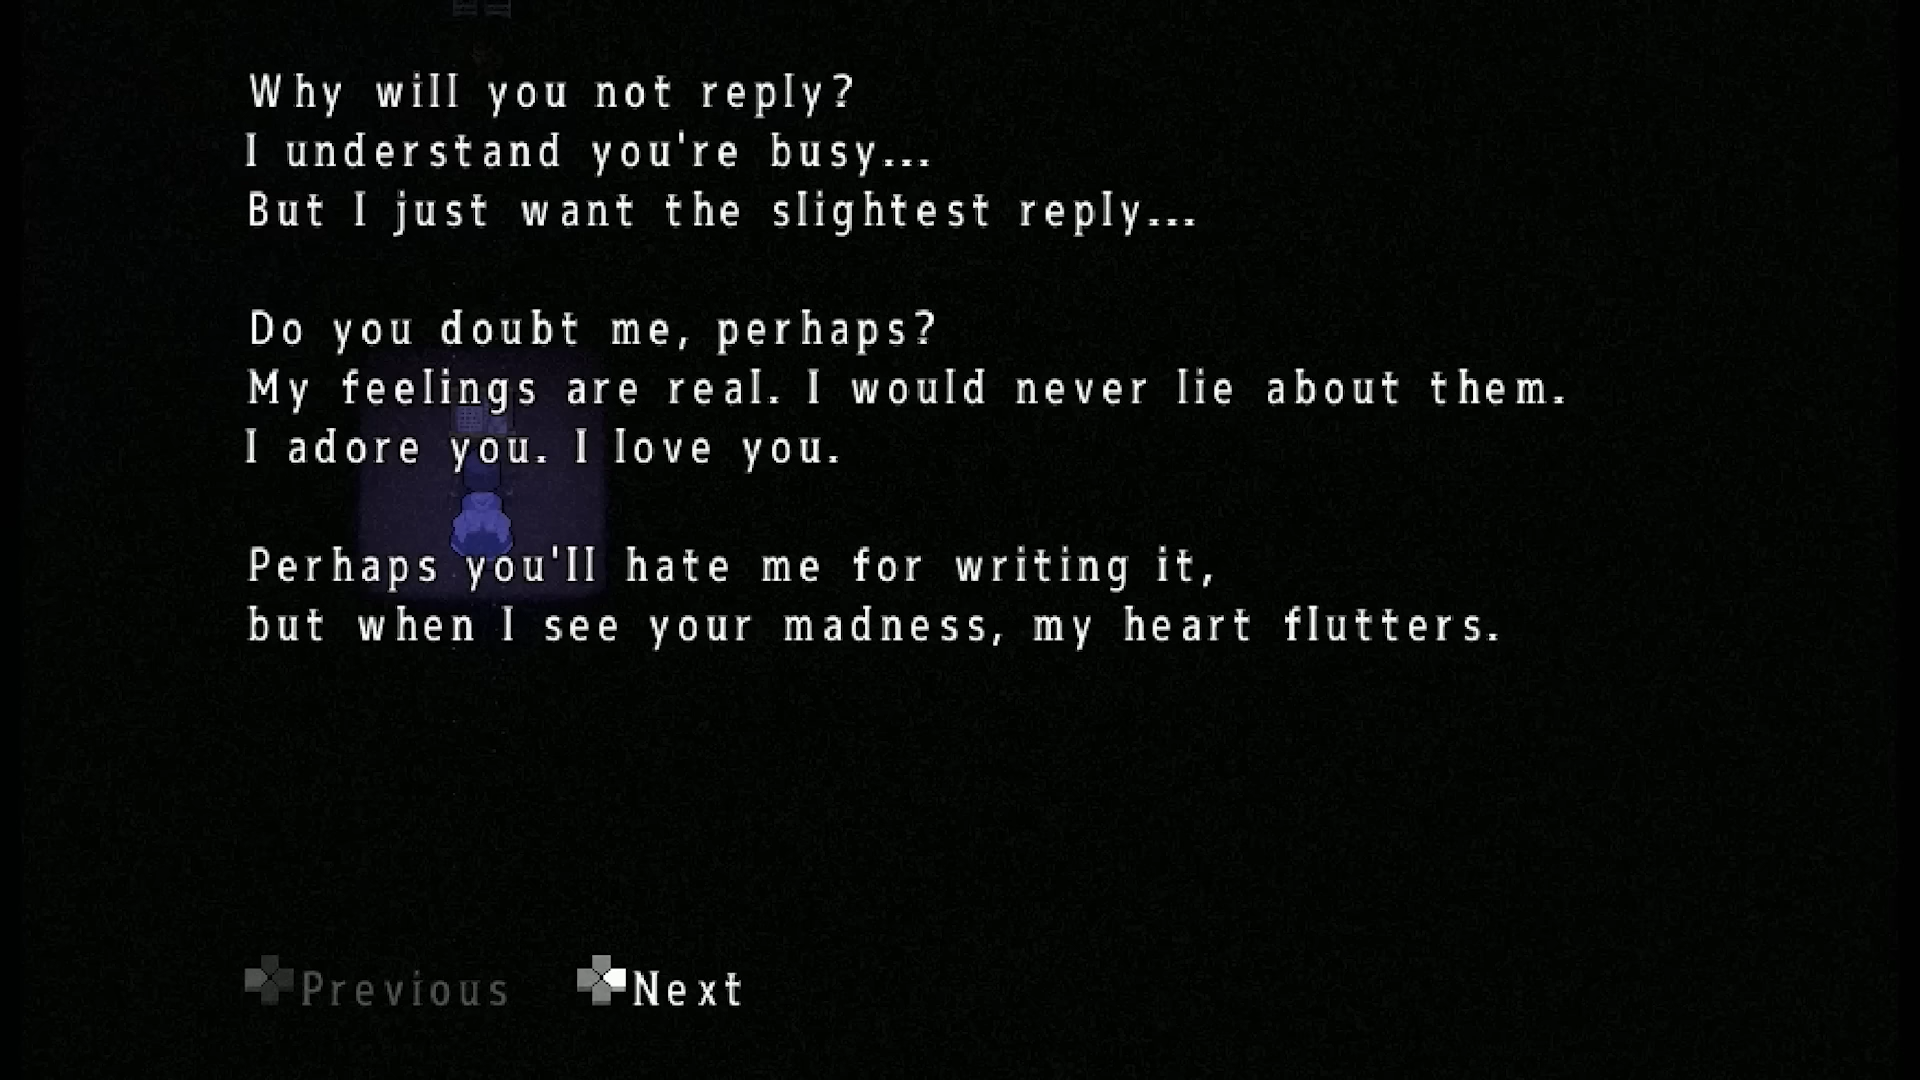 Why will you not reply?
I understand you're busy...
But I just want the slightest reply...
Do you doubt me, perhaps?
My feelings are real. I would never lie about them.
I adore you. I love you.
Perhaps you'll hate me for writing it,
but when I see your madness, my heart flutters.
Previous
Next